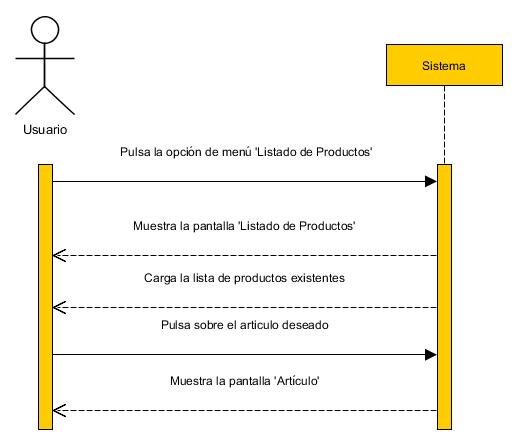 Sistema
Usuario
Pulsa la opción de menú 'Listado de Productos'
Muestra la pantalla 'Listado de Productos'
Carga la lista de productos existentes
Pulsa sobre el articulo deseado
Muestra la pantalla 'Artículo'